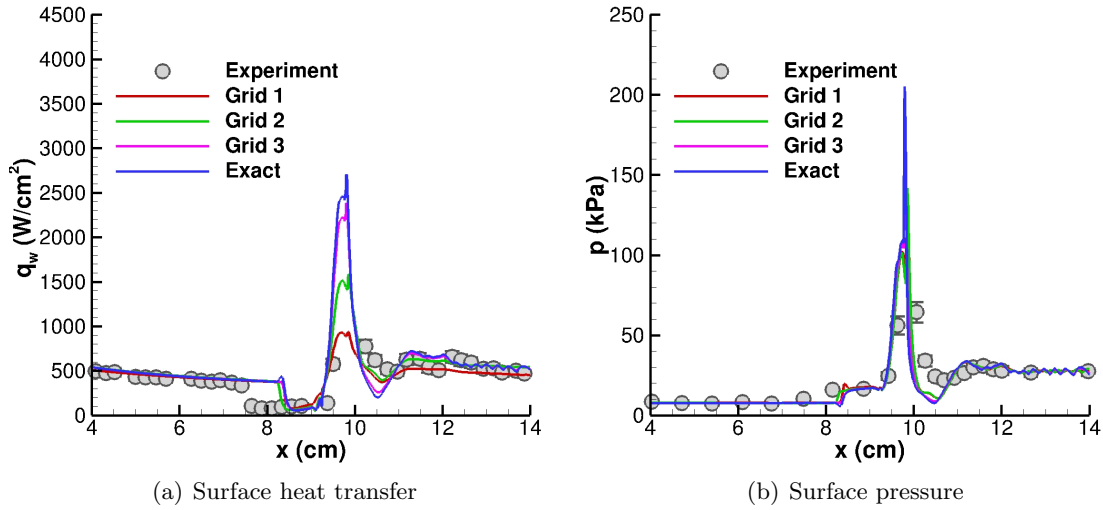 4500
4000
3500
3000
2500
2000
1500
1000
500
0
q_w (W/cm²)
Experiment
Grid 1
Grid 2
Grid 3
Exact
4 6 8 10 12 14
x (cm)
(a) Surface heat transfer
250
200
150
100
50
0
p (kPa)
Experiment
Grid 1
Grid 2
Grid 3
Exact
4 6 8 10 12 14
x (cm)
(b) Surface pressure